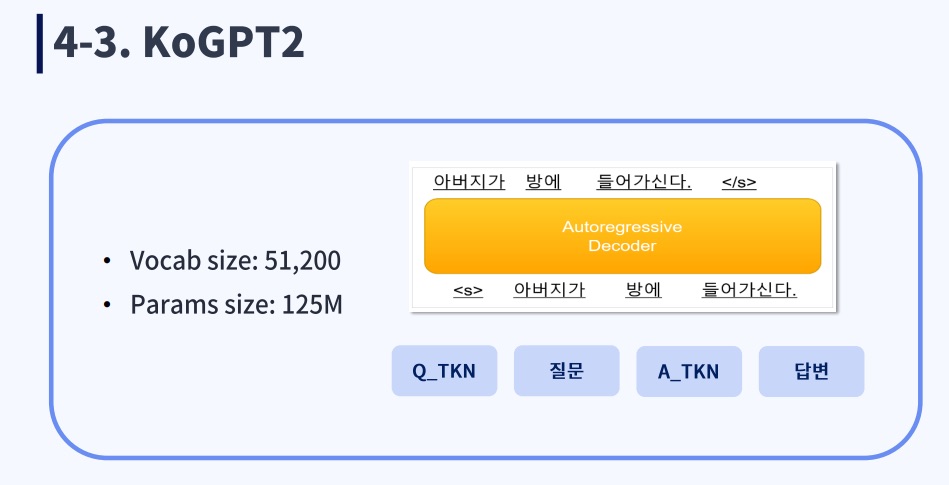 4-3. KoGPT2
• Vocab size: 51,200
• Params size: 125M
아버지가 방에 들어가신다. </s>
Autoregressive
Decoder
<s> 아버지가 방에 들어가신다.
Q_TKN 질문 A_TKN 답변